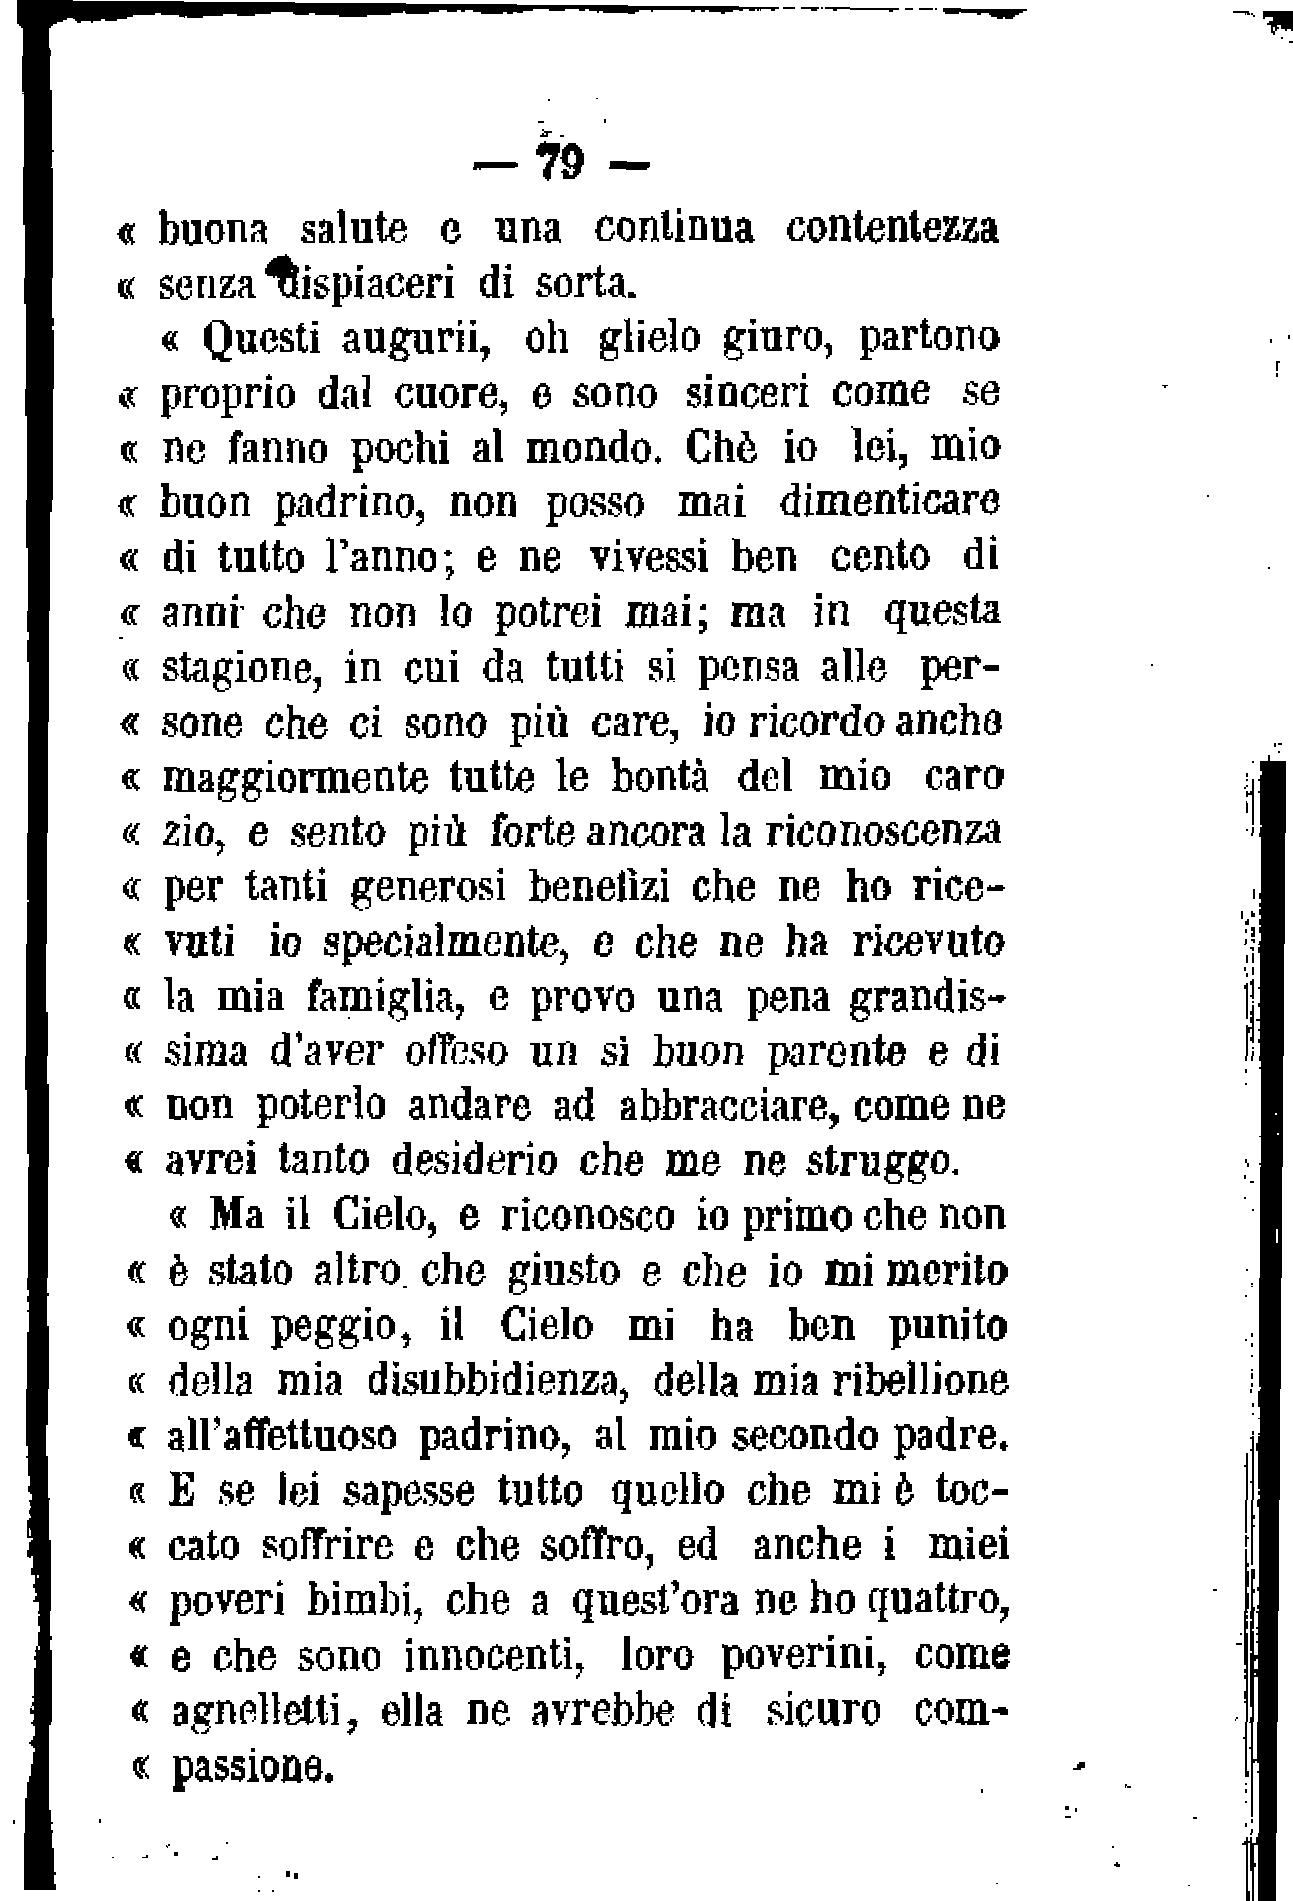 — 79 —
« buona salute e una continua contentezza
« senza dispiaceri di sorta.
« Questi augurii, oh glielo giuro, partono
« proprio dal cuore, e sono sinceri come se
« ne fanno pochi al mondo. Chè io lei, mio
« buon padrino, non posso mai dimenticare
« di tutto l'anno; e ne vivessi ben cento di
« anni che non lo potrei mai; ma in questa
« stagione, in cui da tutti si pensa alle per-
« sone che ci sono più care, io ricordo anche
« maggiormente tutte le bontà del mio caro
« zio, e sento più forte ancora la riconoscenza
« per tanti generosi benefizi che ne ho rice-
« vuti io specialmente, e che ne ha ricevuto
« la mia famiglia, e provo una pena grandis-
« sima d'aver offeso un sì buon parente e di
« non poterlo andare ad abbracciare, come ne
« avrei tanto desiderio che me ne struggo.
« Ma il Cielo, e riconosco io primo che non
« è stato altro che giusto e che io mi merito
« ogni peggio, il Cielo mi ha ben punito
« della mia disubbidienza, della mia ribellione
« all'affettuoso padrino, al mio secondo padre.
« E se lei sapesse tutto quello che mi è toc-
« cato soffrire e che soffro, ed anche i miei
« poveri bimbi, che a quest'ora ne ho quattro,
« e che sono innocenti, loro poverini, come
« agnelletti, ella ne avrebbe di sicuro com-
« passione.